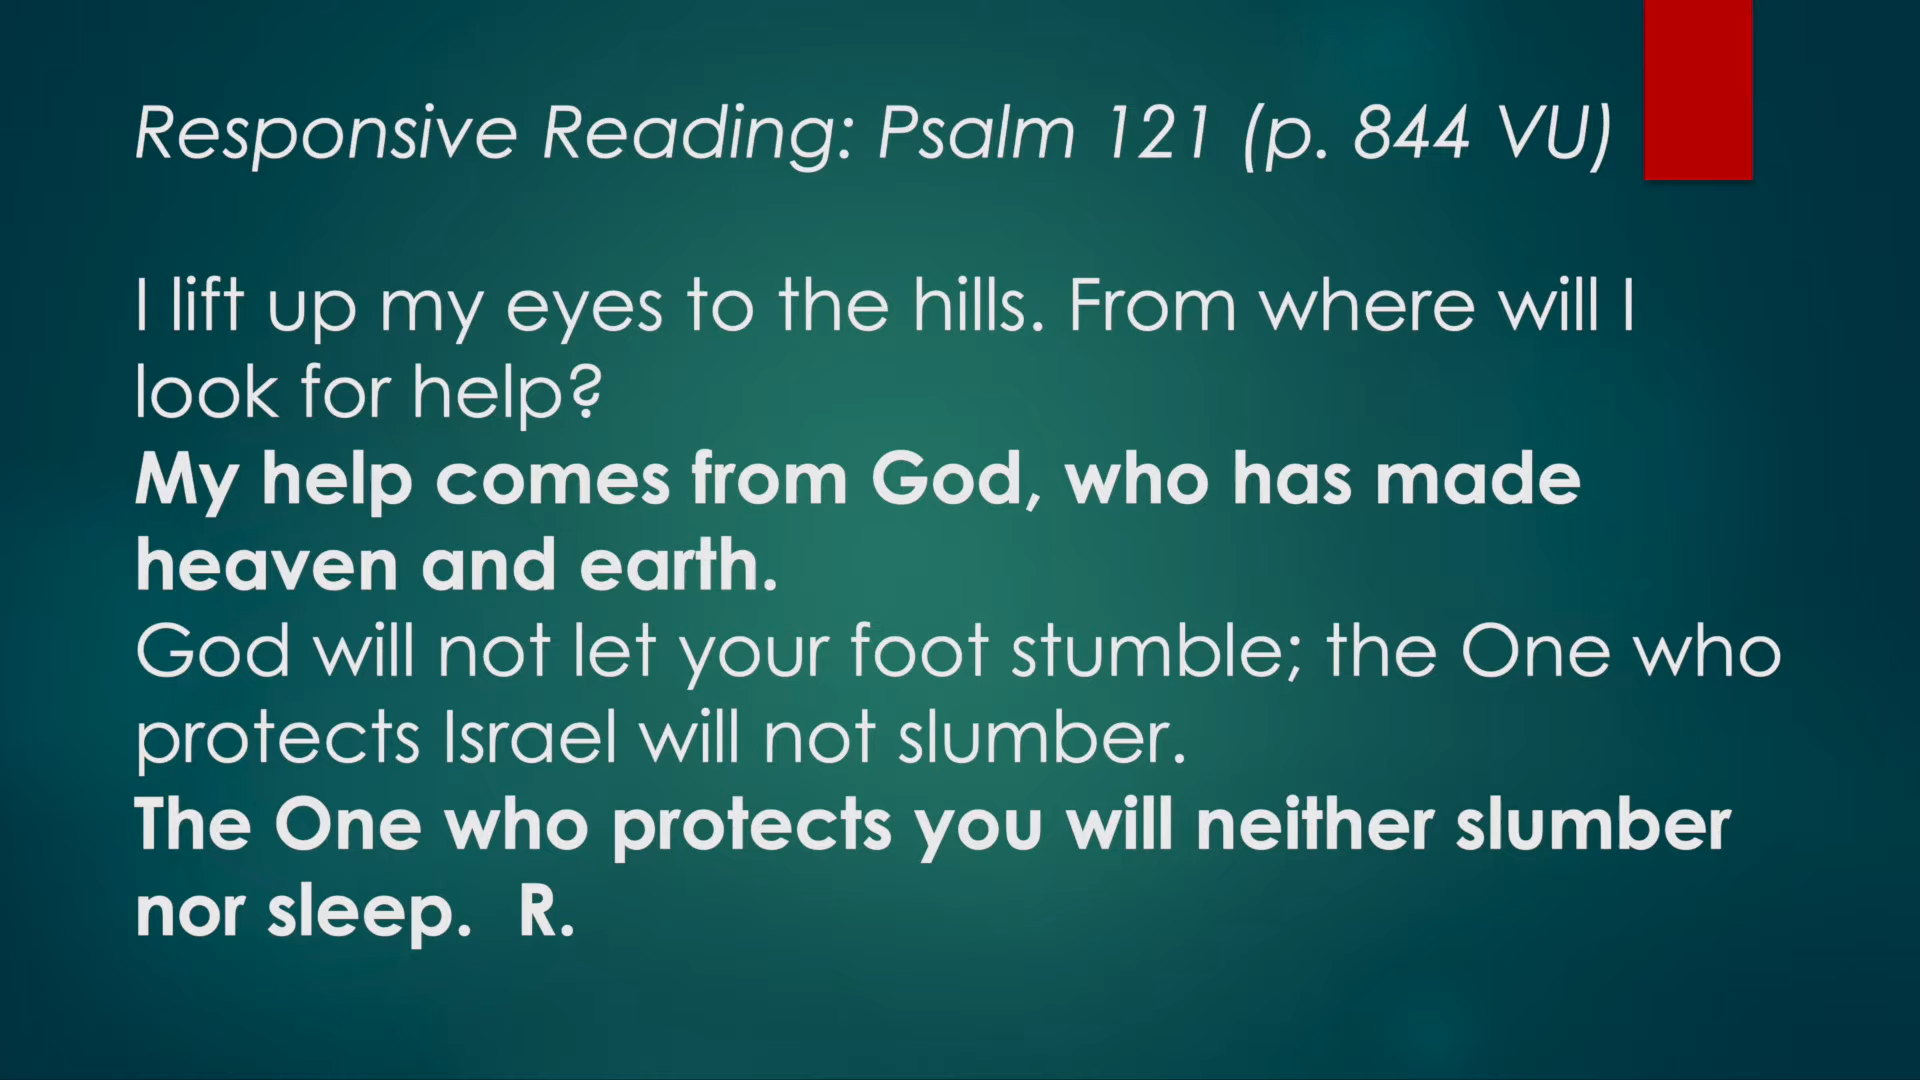 Responsive Reading: Psalm 121 (p. 844 VU)
I lift up my eyes to the hills. From where will I
look for help?
My help comes from God, who has made
heaven and earth.
God will not let your foot stumble; the One who
protects Israel will not slumber.
The One who protects you will neither slumber
nor sleep.  R.